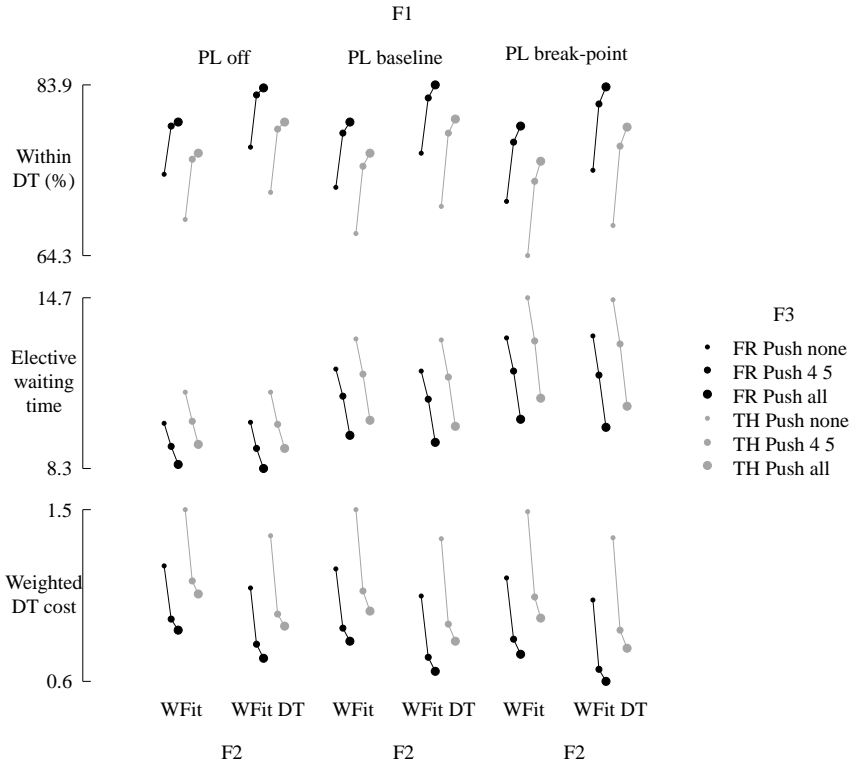 F1
PL off PL baseline PL break-point
83.9
Within
DT (%)
64.3
14.7
Elective
waiting
time
8.3
F3
FR Push none
FR Push 4 5
FR Push all
TH Push none
TH Push 4 5
TH Push all
1.5
Weighted
DT cost
0.6
WFit WFit DT WFit WFit DT WFit WFit DT
F2 F2 F2